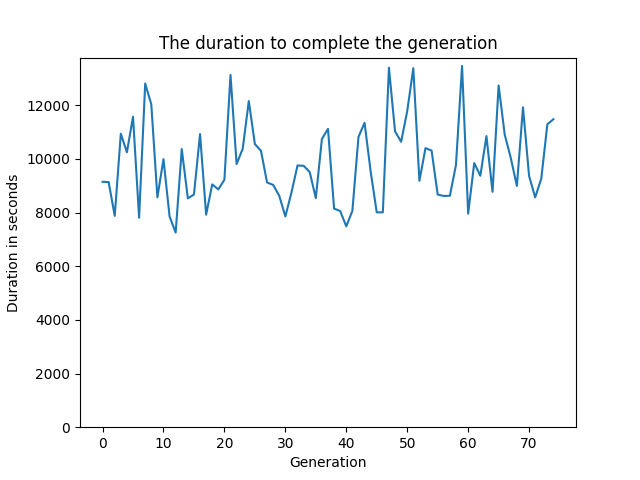 The duration to complete the generation
Duration in seconds
12000
10000
8000
6000
4000
2000
0
0 10 20 30 40 50 60 70
Generation